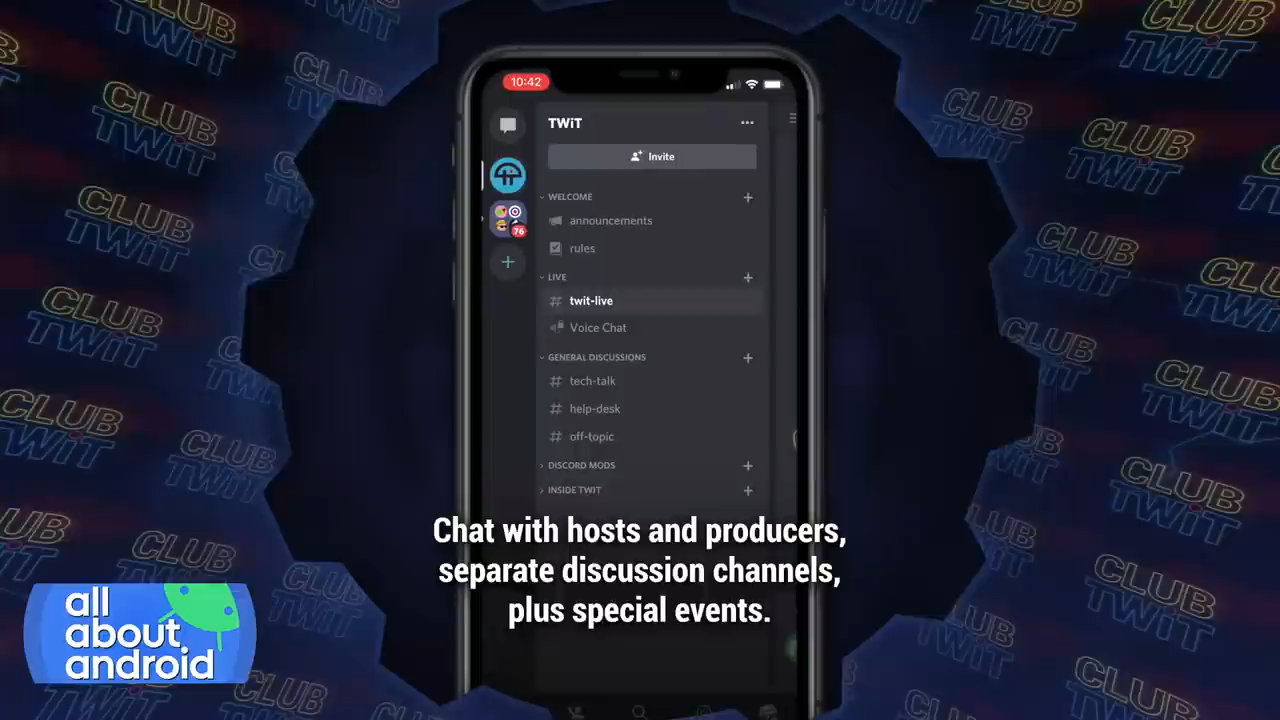 CLUB
TWiT
10:42
TWiT
Invite
WELCOME
announcements
rules
LIVE
twit-live
Voice Chat
GENERAL DISCUSSIONS
tech-talk
help-desk
off-topic
DISCORD MODS
INSIDE TWIT
76
Chat with hosts and producers,
separate discussion channels,
plus special events.
all
about
android